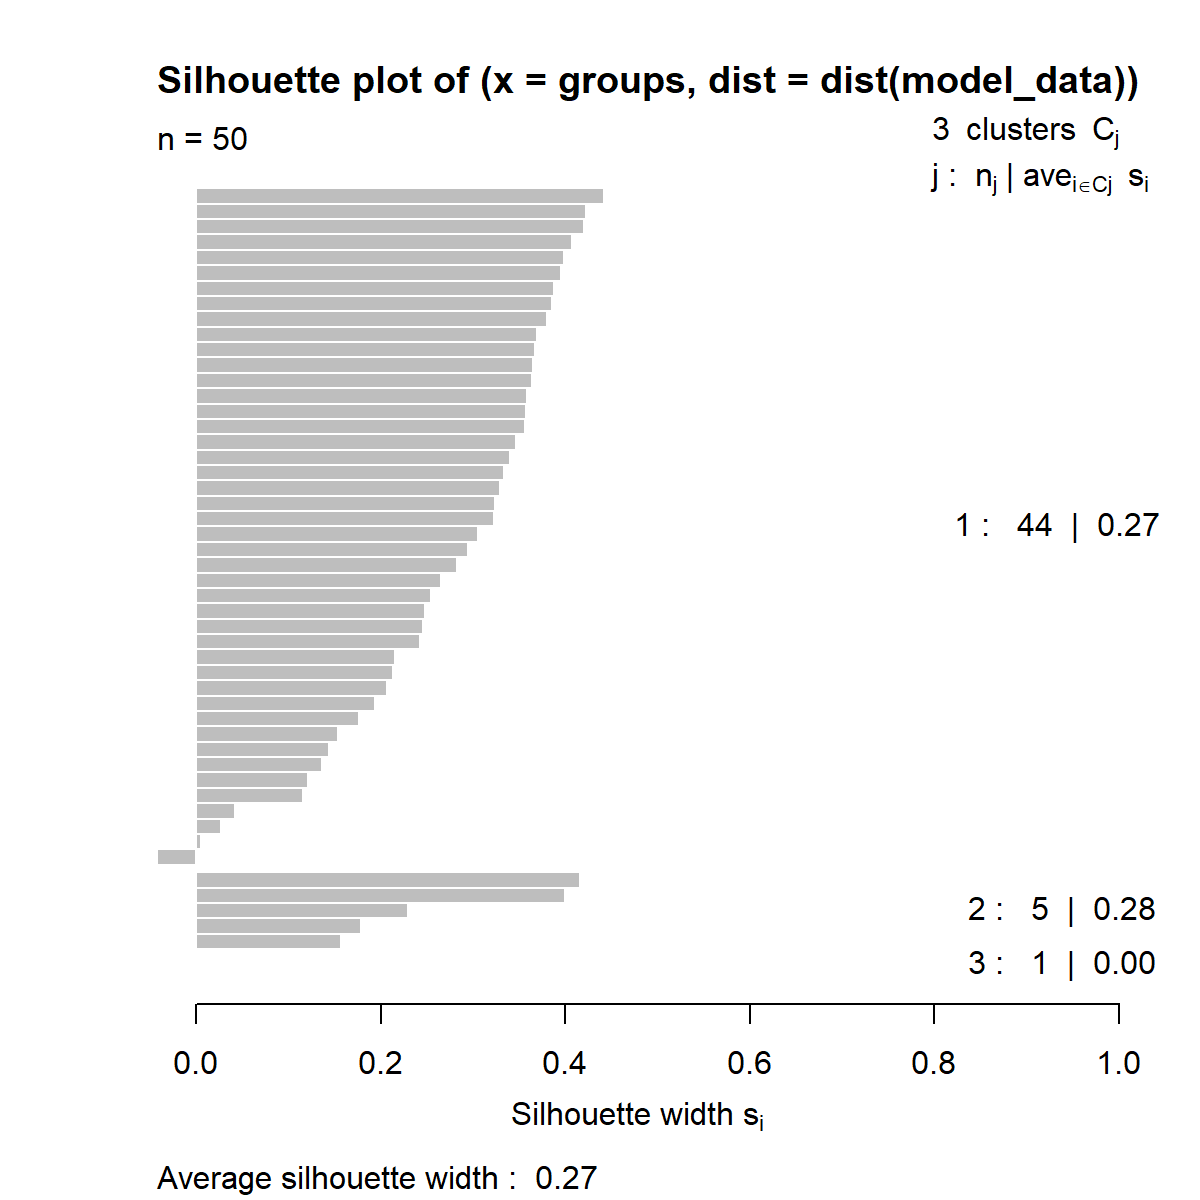 Silhouette plot of (x = groups, dist = dist(model_data))
n = 50
3 clusters Cj
j : nj | avei∈Cj si
1 : 44 | 0.27
2 : 5 | 0.28
3 : 1 | 0.00
0.0 0.2 0.4 0.6 0.8 1.0
Silhouette width si
Average silhouette width : 0.27